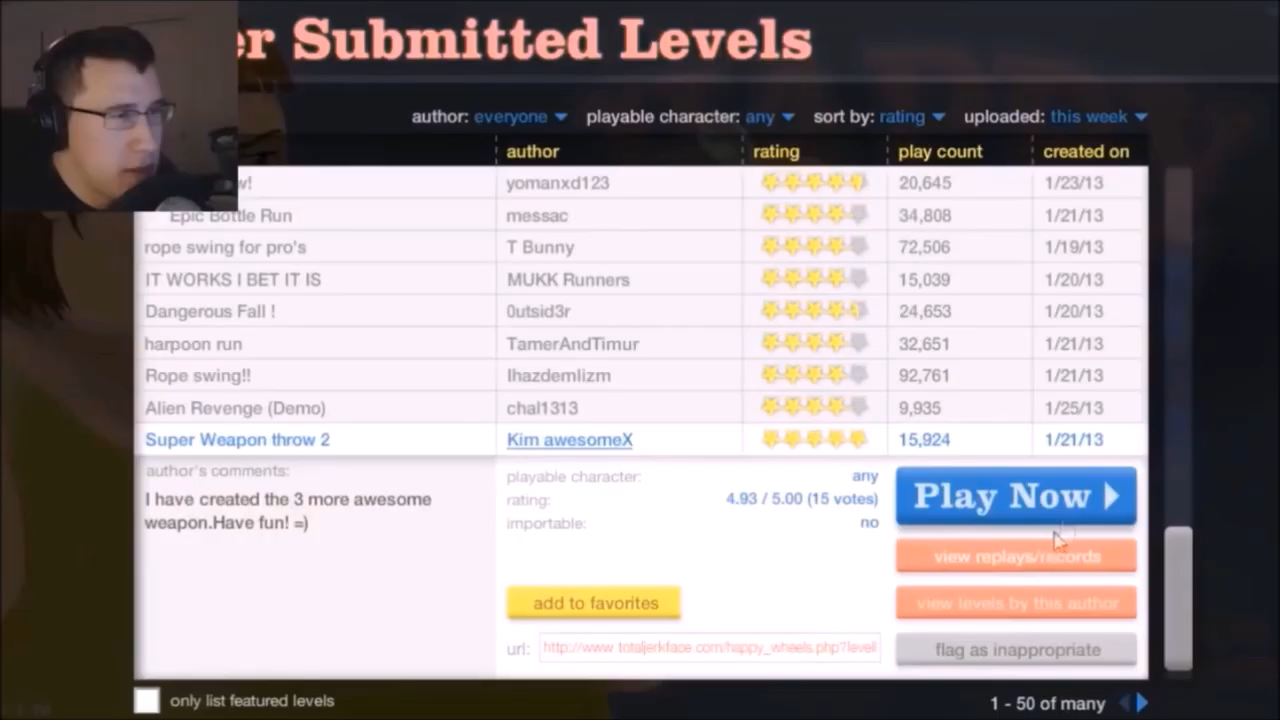 er Submitted Levels
author: everyone playable character: any sort by: rating uploaded: this week
author rating play count created on
w! yomanxd123 20,645 1/23/13
Epic Bottle Run messac 34,808 1/21/13
rope swing for pro's T Bunny 72,506 1/19/13
IT WORKS I BET IT IS MUKK Runners 15,039 1/20/13
Dangerous Fall ! 0utsid3r 24,653 1/20/13
harpoon run TamerAndTimur 32,651 1/21/13
Rope swing!! Ihazdemlizm 92,761 1/21/13
Alien Revenge (Demo) chal1313 9,935 1/25/13
Super Weapon throw 2 Kim awesomeX 15,924 1/21/13
author's comments:
I have created the 3 more awesome
weapon.Have fun! =)
playable character: any
rating: 4.93 / 5.00 (15 votes)
importable: no
Play Now
view replays/records
add to favorites
view levels by this author
url: http://www.totaljerkface.com/happy_wheels.php?levell
flag as inappropriate
only list featured levels
1 - 50 of many